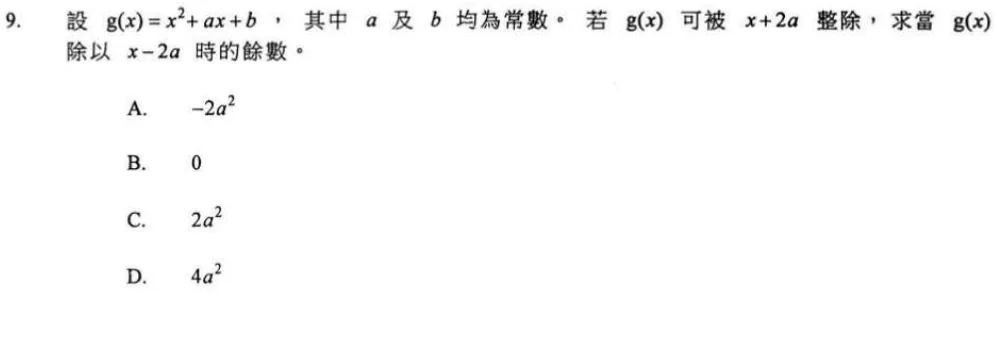 9. 設 g(x) = x² + ax + b ， 其中 a 及 b 均為常數。 若 g(x) 可被 x + 2a 整除，求當 g(x)
除以 x − 2a 時的餘數。
A. −2a²
B. 0
C. 2a²
D. 4a²